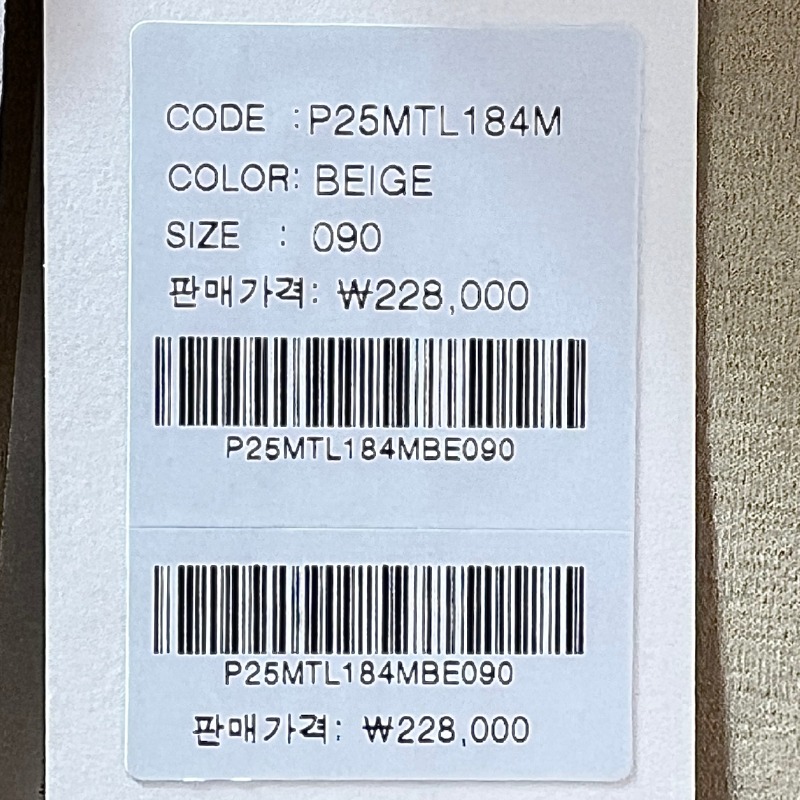 CODE : P25MTL184M
COLOR: BEIGE
SIZE : 090
판매가격: ₩228,000
P25MTL184MBE090
P25MTL184MBE090
판매가격: ₩228,000